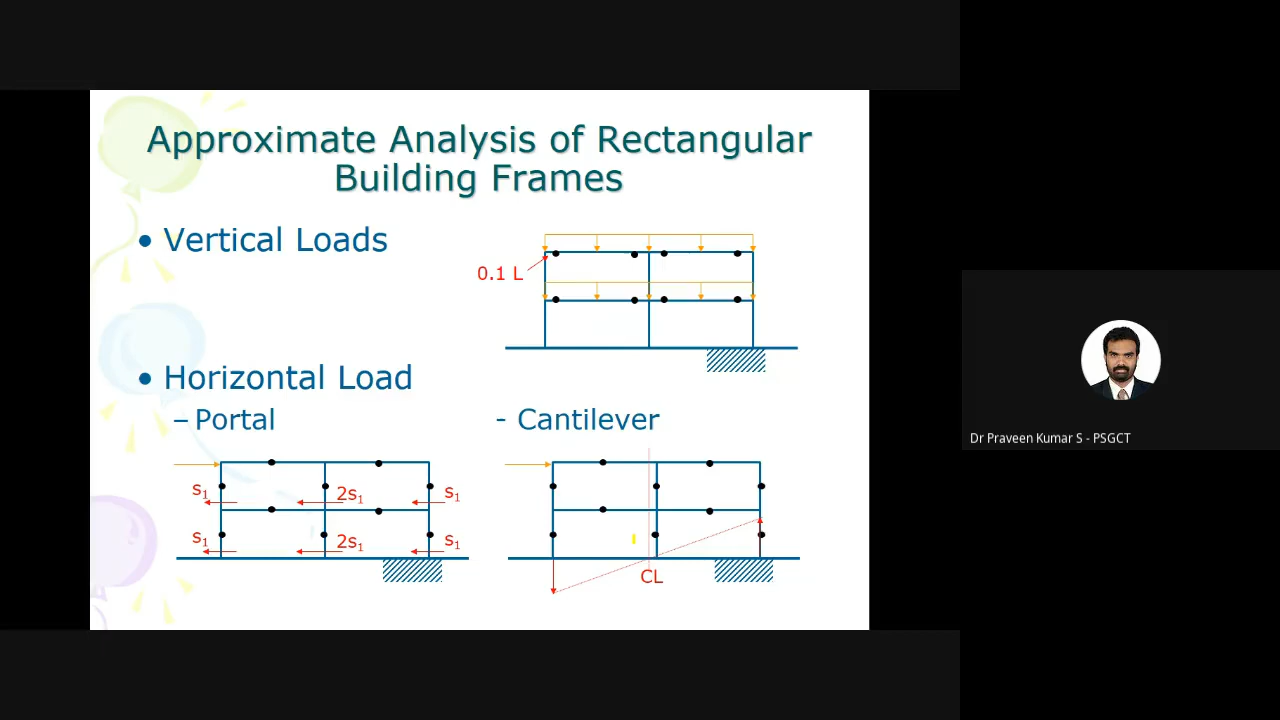 Approximate Analysis of Rectangular
Building Frames
• Vertical Loads
0.1 L
• Horizontal Load
– Portal
- Cantilever
s1
2s1
s1
s1
2s1
s1
CL
Dr Praveen Kumar S - PSGCT